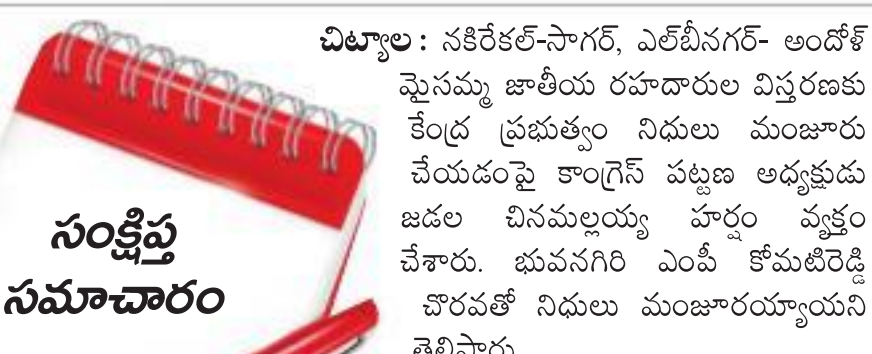 సంక్షిప్త
సమాచారం
చిట్యాల : నకిరేకల్-సాగర్, ఎల్‌బీనగర్- అందోళ్
మైసమ్మ జాతీయ రహదారుల విస్తరణకు
కేంద్ర ప్రభుత్వం నిధులు మంజూరు
చేయడంపై కాంగ్రెస్ పట్టణ అధ్యక్షుడు
జడల చినమల్లయ్య హర్షం వ్యక్తం
చేశారు. భువనగిరి ఎంపీ కోమటిరెడ్డి
చొరవతో నిధులు మంజూరయ్యాయని
తెలిపారు.